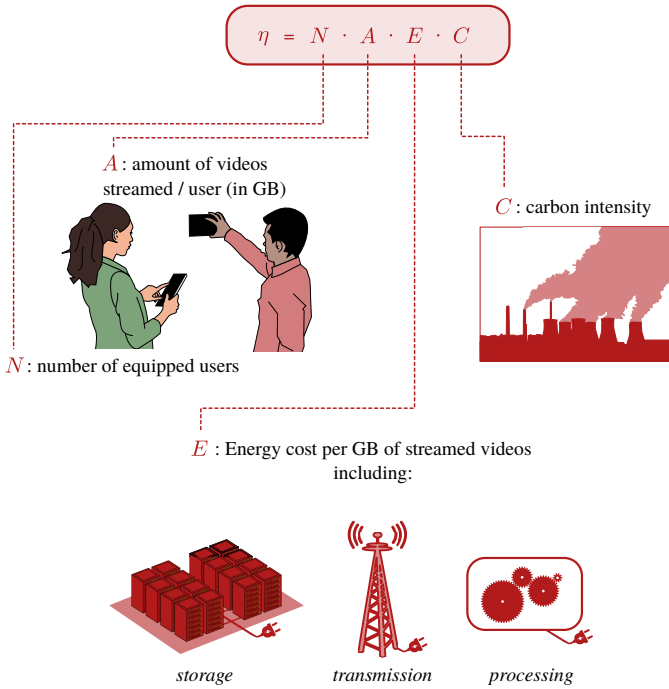 η = N · A · E · C
A : amount of videos
streamed / user (in GB)
C : carbon intensity
N : number of equipped users
E : Energy cost per GB of streamed videos
including:
storage
transmission
processing